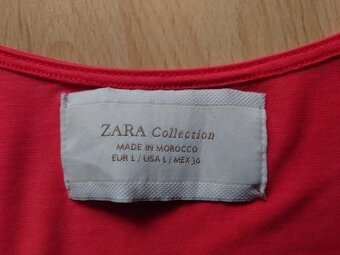 ZARA Collection
MADE IN MOROCCO
EUR L / USA L / MEX 30